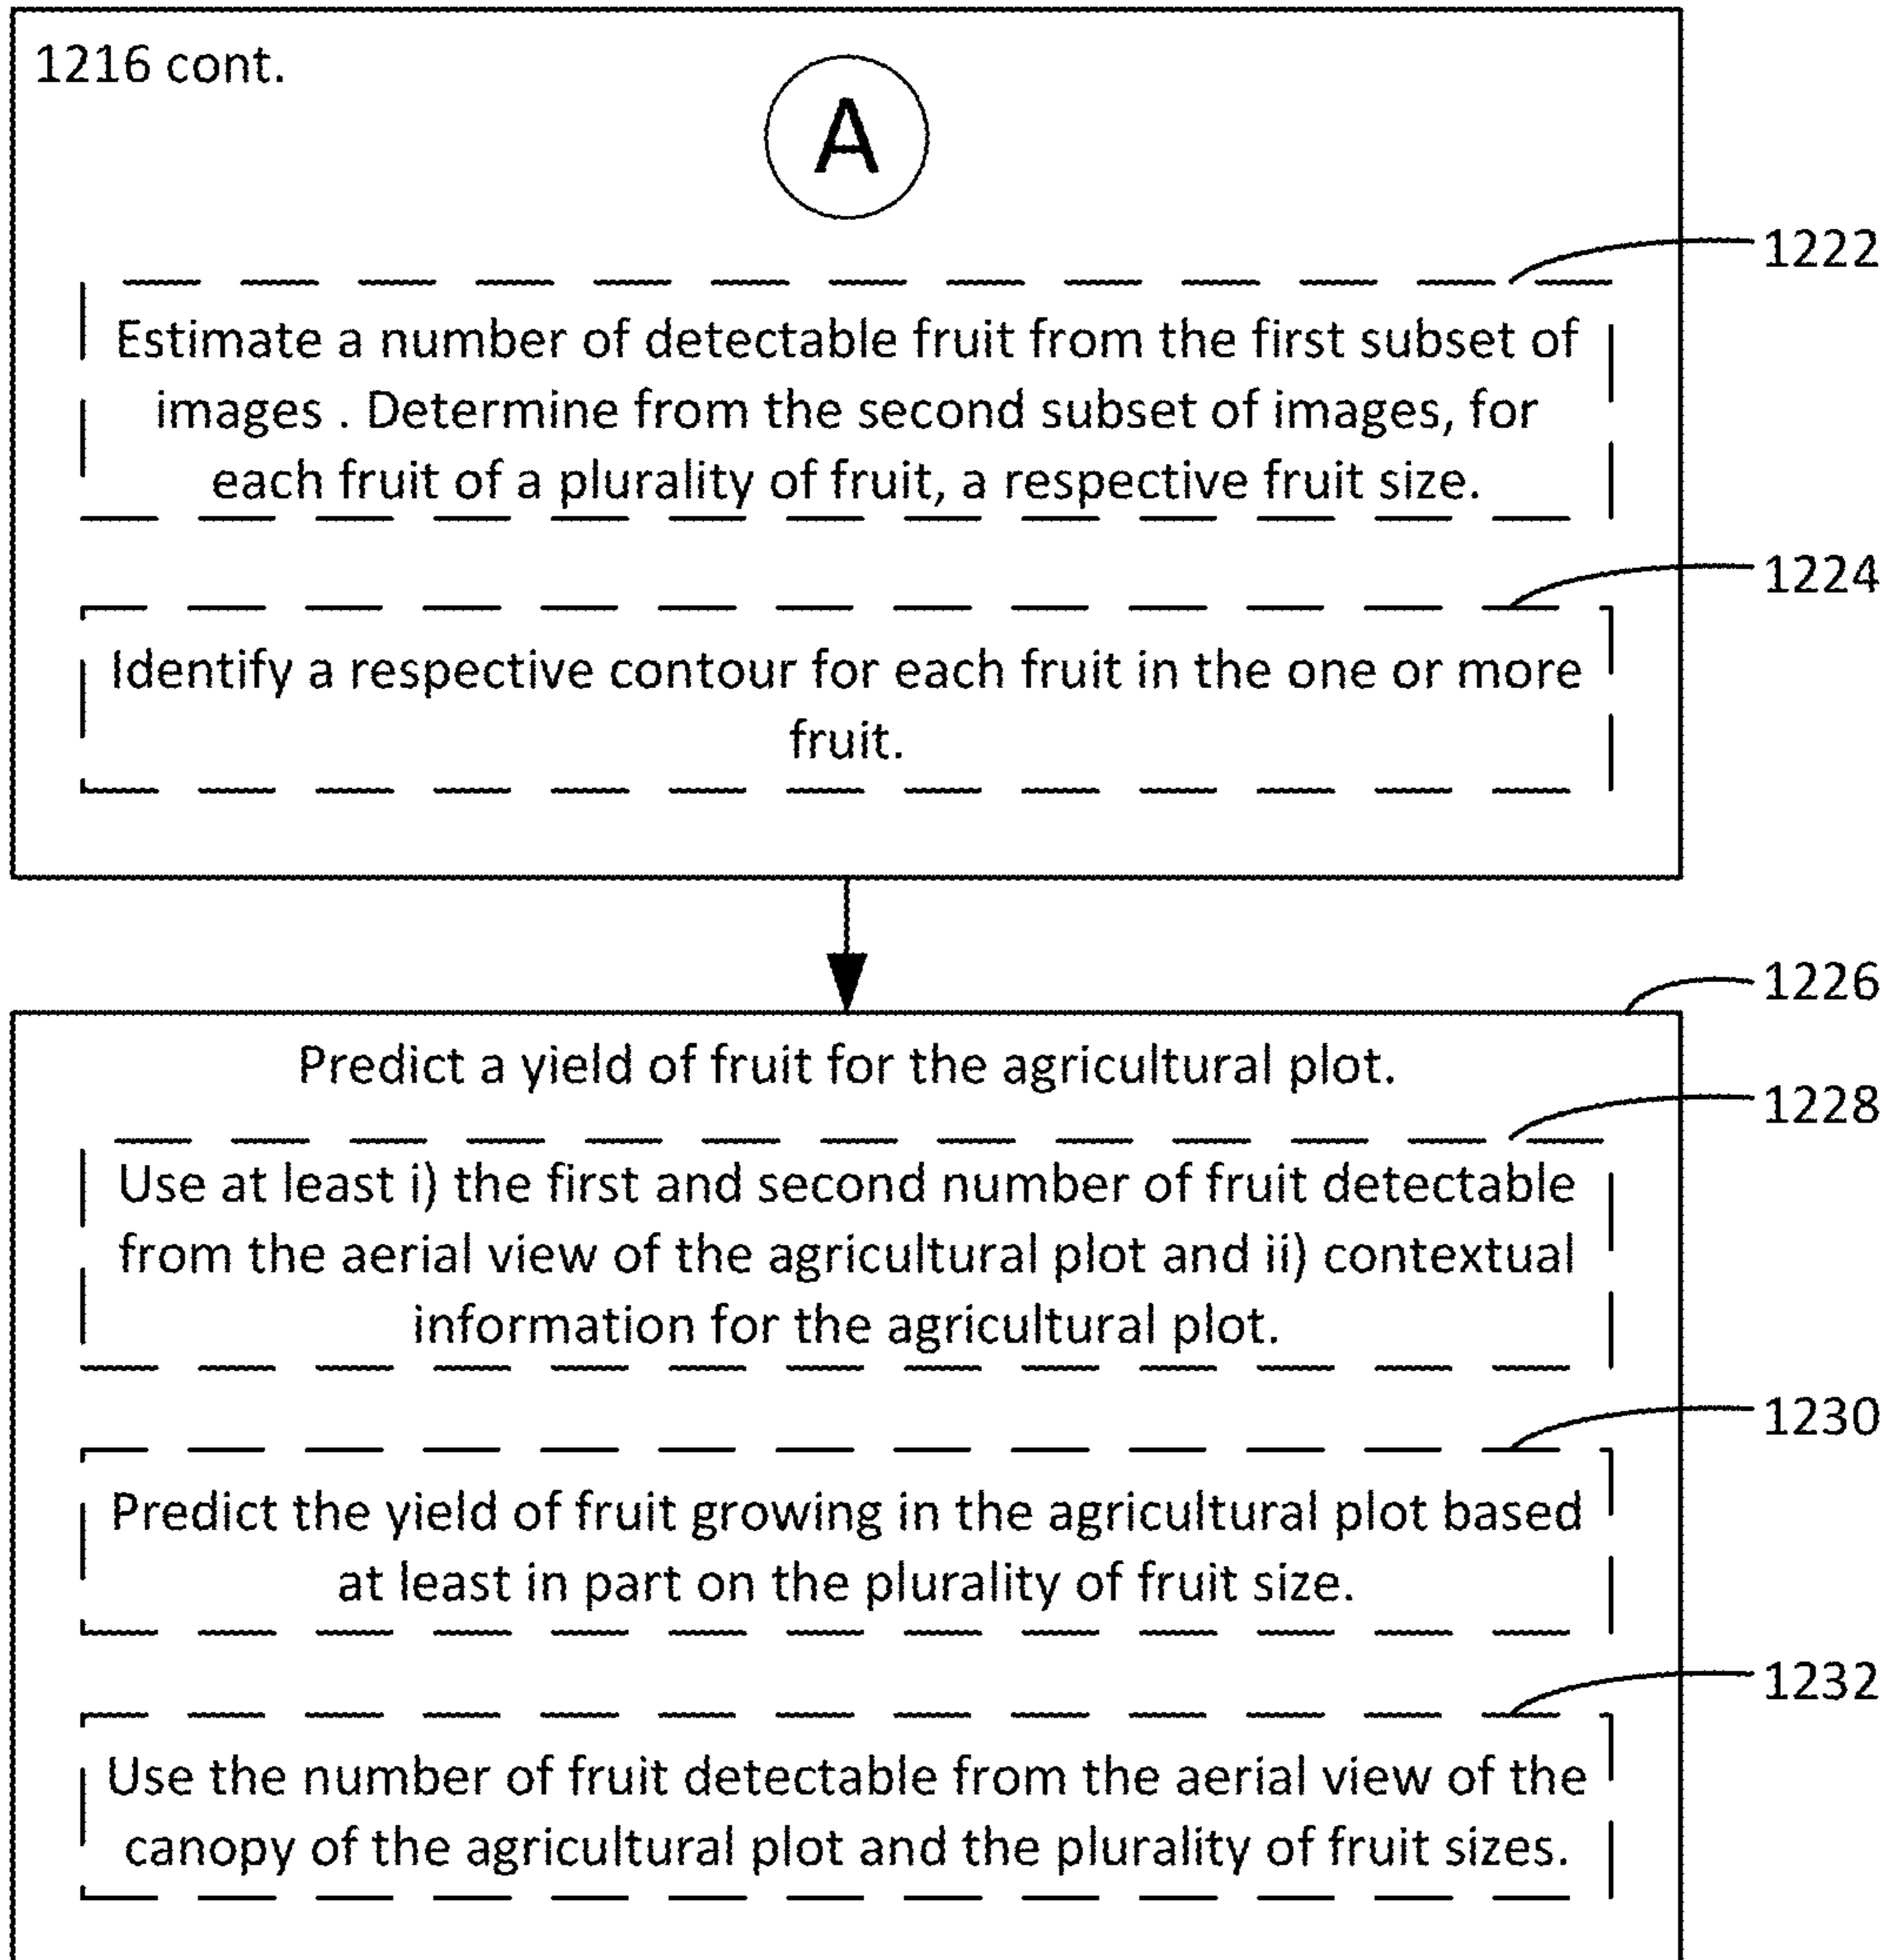 1216 cont.
A
1222
Estimate a number of detectable fruit from the first subset of
images . Determine from the second subset of images, for
each fruit of a plurality of fruit, a respective fruit size.
1224
Identify a respective contour for each fruit in the one or more
fruit.
1226
Predict a yield of fruit for the agricultural plot.
1228
Use at least i) the first and second number of fruit detectable
from the aerial view of the agricultural plot and ii) contextual
information for the agricultural plot.
1230
Predict the yield of fruit growing in the agricultural plot based
at least in part on the plurality of fruit size.
1232
Use the number of fruit detectable from the aerial view of the
canopy of the agricultural plot and the plurality of fruit sizes.